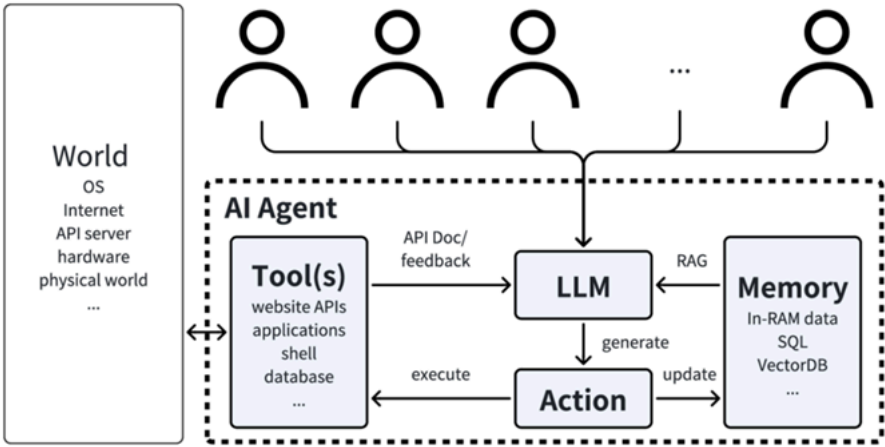 World
OS
Internet
API server
hardware
physical world
...
...
AI Agent
Tool(s)
website APIs
applications
shell
database
...
API Doc/
feedback
LLM
RAG
Memory
In-RAM data
SQL
VectorDB
...
generate
execute
Action
update